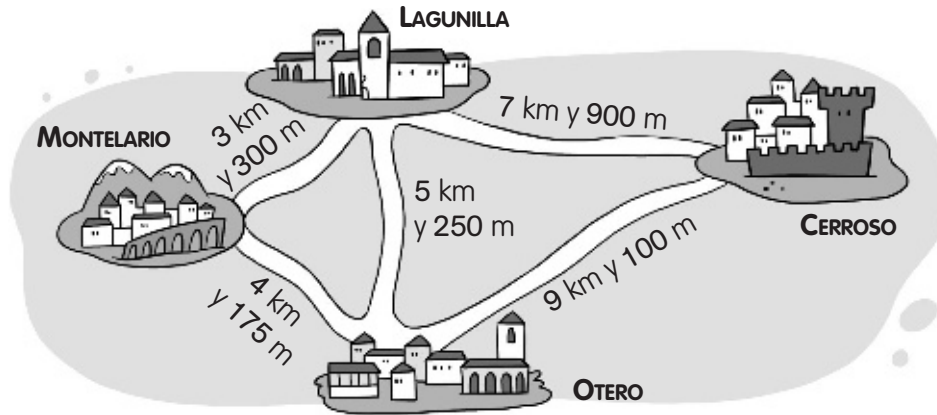 LAGUNILLA
7 km y 900 m
3 km
y 300 m
MONTELARIO
5 km
y 250 m
CERROSO
9 km y 100 m
4 km
y 175 m
OTERO